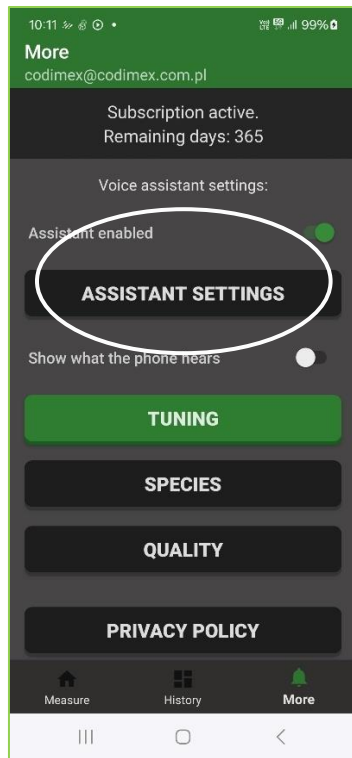 10:11
99%
More
codimex@codimex.com.pl
Subscription active.
Remaining days: 365
Voice assistant settings:
Assistant enabled
ASSISTANT SETTINGS
Show what the phone hears
TUNING
SPECIES
QUALITY
PRIVACY POLICY
Measure History More